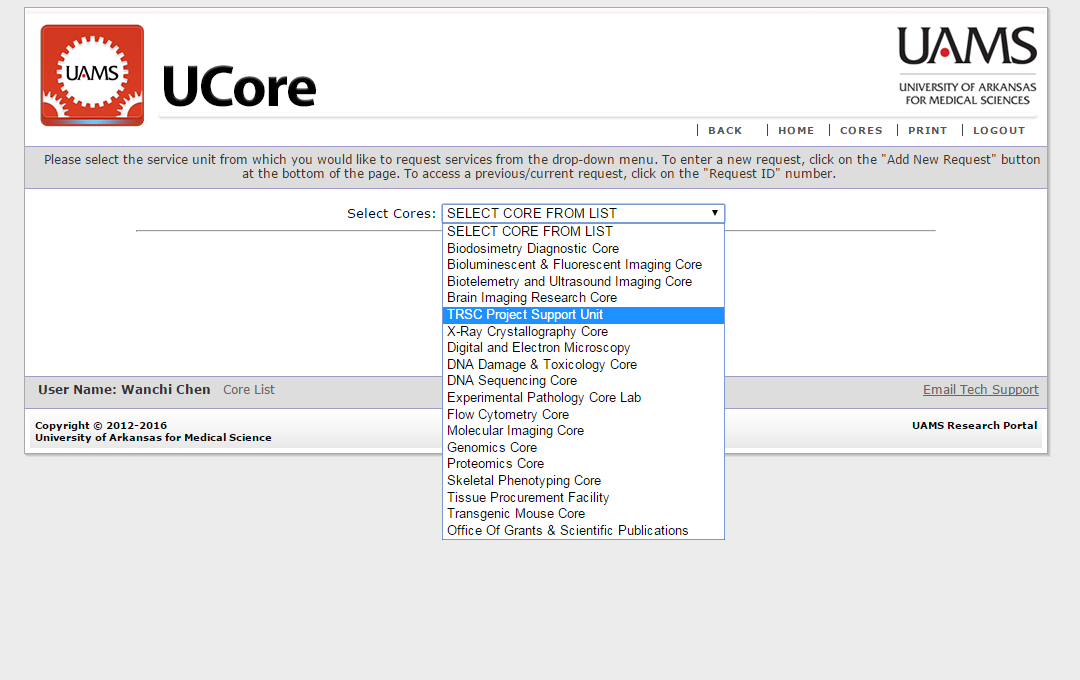 UAMS
UCore
UAMS
UNIVERSITY OF ARKANSAS
FOR MEDICAL SCIENCES
BACK
HOME
CORES
PRINT
LOGOUT
Please select the service unit from which you would like to request services from the drop-down menu. To enter a new request, click on the "Add New Request" button
at the bottom of the page. To access a previous/current request, click on the "Request ID" number.
Select Cores: SELECT CORE FROM LIST
SELECT CORE FROM LIST
Biodosimetry Diagnostic Core
Bioluminescent & Fluorescent Imaging Core
Biotelemetry and Ultrasound Imaging Core
Brain Imaging Research Core
TRSC Project Support Unit
X-Ray Crystallography Core
Digital and Electron Microscopy
DNA Damage & Toxicology Core
DNA Sequencing Core
Experimental Pathology Core Lab
Flow Cytometry Core
Molecular Imaging Core
Genomics Core
Proteomics Core
Skeletal Phenotyping Core
Tissue Procurement Facility
Transgenic Mouse Core
Office Of Grants & Scientific Publications
User Name: Wanchi Chen Core List
Email Tech Support
Copyright © 2012-2016
University of Arkansas for Medical Science
UAMS Research Portal